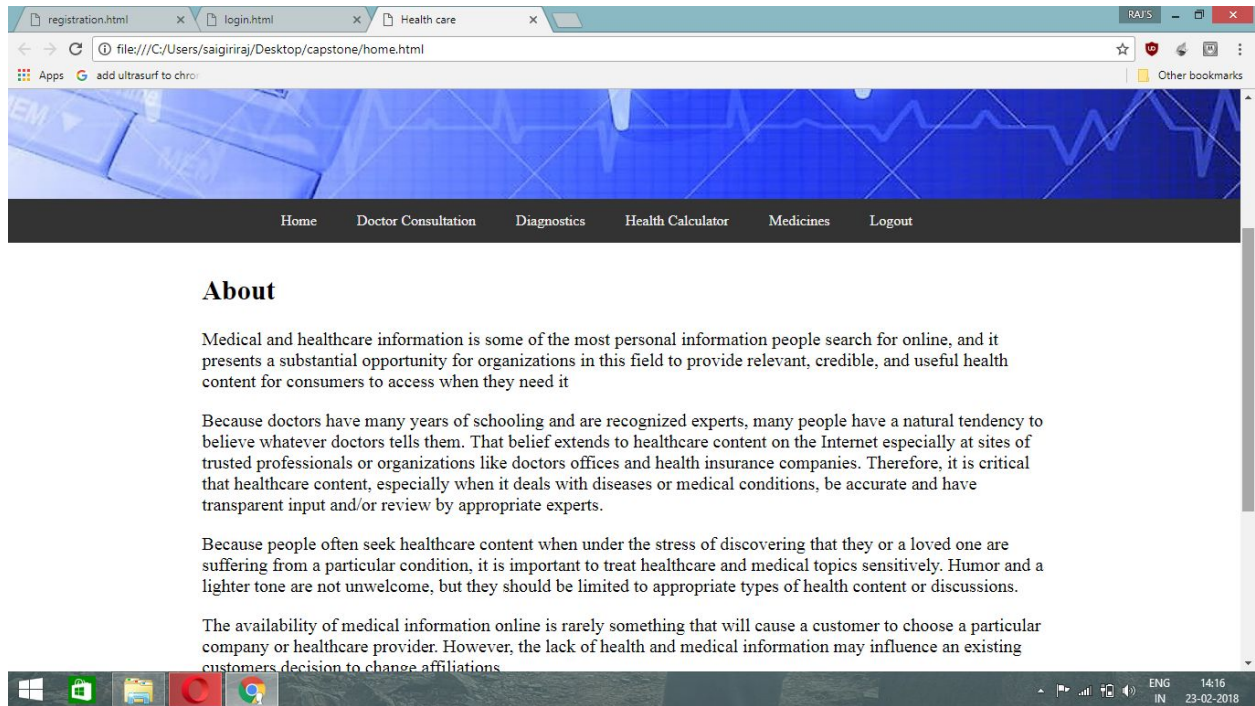 registration.html
login.html
Health care
RAJ'S
file:///C:/Users/saigiriraj/Desktop/capstone/home.html
Apps
add ultrasurf to chro
Other bookmarks
Home Doctor Consultation Diagnostics Health Calculator Medicines Logout
About
Medical and healthcare information is some of the most personal information people search for online, and it
presents a substantial opportunity for organizations in this field to provide relevant, credible, and useful health
content for consumers to access when they need it
Because doctors have many years of schooling and are recognized experts, many people have a natural tendency to
believe whatever doctors tells them. That belief extends to healthcare content on the Internet especially at sites of
trusted professionals or organizations like doctors offices and health insurance companies. Therefore, it is critical
that healthcare content, especially when it deals with diseases or medical conditions, be accurate and have
transparent input and/or review by appropriate experts.
Because people often seek healthcare content when under the stress of discovering that they or a loved one are
suffering from a particular condition, it is important to treat healthcare and medical topics sensitively. Humor and a
lighter tone are not unwelcome, but they should be limited to appropriate types of health content or discussions.
The availability of medical information online is rarely something that will cause a customer to choose a particular
company or healthcare provider. However, the lack of health and medical information may influence an existing
customers decision to change affiliations
ENG 14:16
IN 23-02-2018